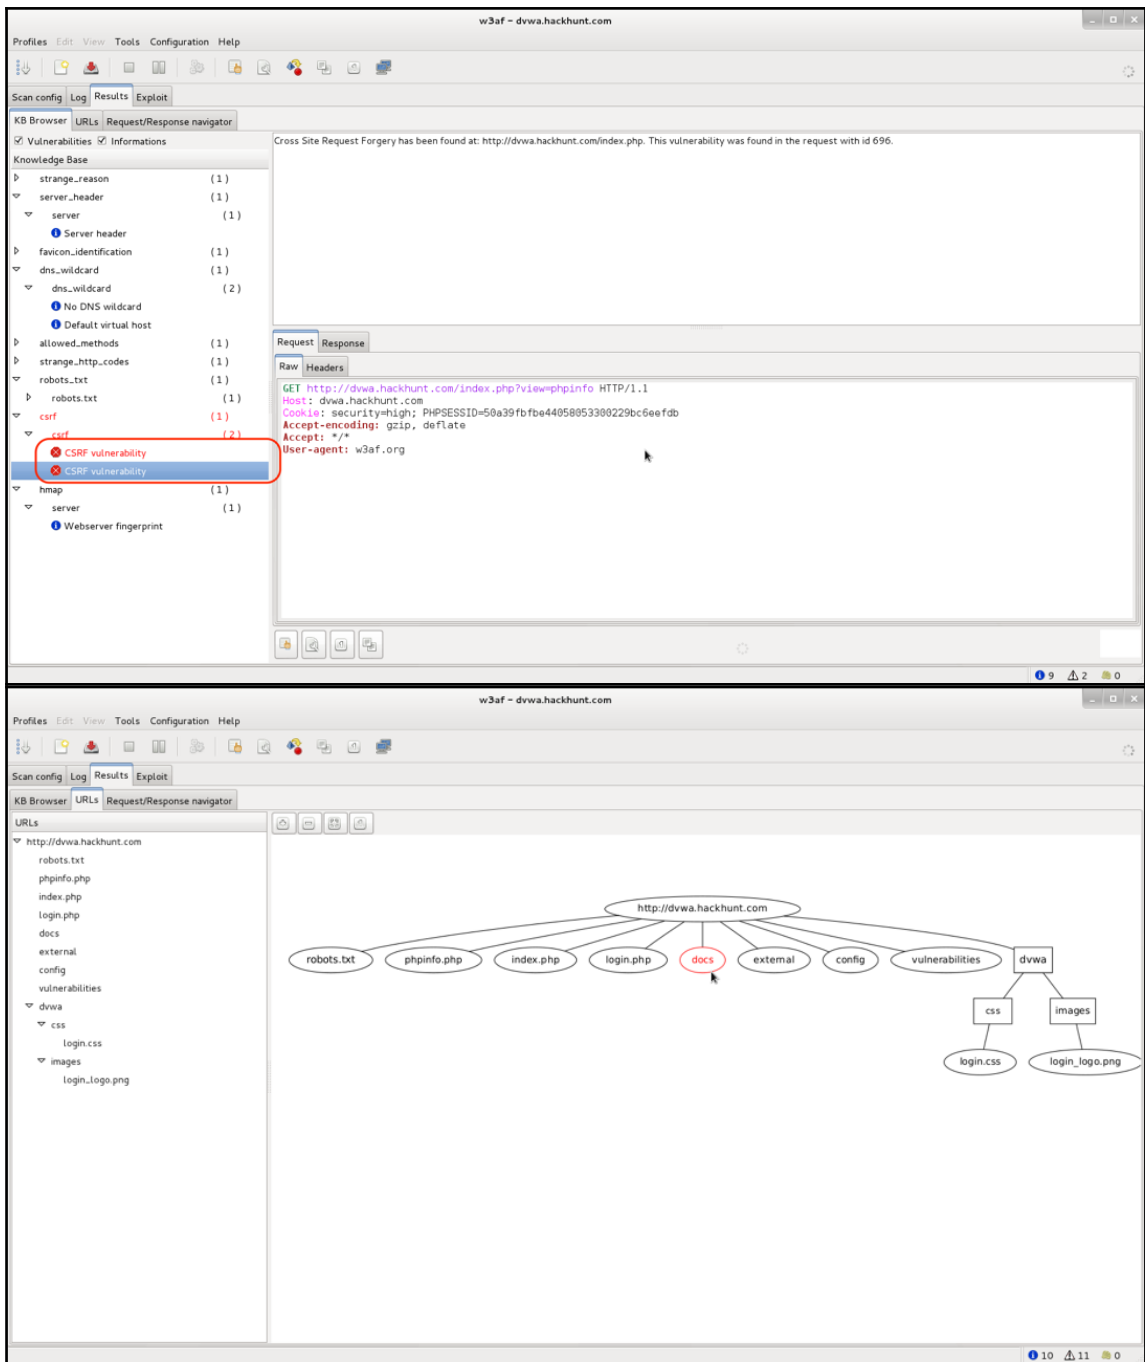 w3af – dvwa.hackhunt.com
Profiles Edit View Tools Configuration Help
Scan config Log Results Exploit
KB Browser URLs Request/Response navigator
Vulnerabilities Informations
Knowledge Base
strange_reason (1)
server_header (1)
server (1)
Server header
favicon_identification (1)
dns_wildcard (1)
dns_wildcard (2)
No DNS wildcard
Default virtual host
allowed_methods (1)
strange_http_codes (1)
robots_txt (1)
robots.txt (1)
csrf (1)
csrf (2)
CSRF vulnerability
CSRF vulnerability
hmap (1)
server (1)
Webserver fingerprint
Cross Site Request Forgery has been found at: http://dvwa.hackhunt.com/index.php. This vulnerability was found in the request with id 696.
Request Response
Raw Headers
GET http://dvwa.hackhunt.com/index.php?view=phpinfo HTTP/1.1
Host: dvwa.hackhunt.com
Cookie: security=high; PHPSESSID=50a39fbfbe44058053300229bc6eefdb
Accept-encoding: gzip, deflate
Accept: */*
User-agent: w3af.org
9 2 0
w3af – dvwa.hackhunt.com
Profiles Edit View Tools Configuration Help
Scan config Log Results Exploit
KB Browser URLs Request/Response navigator
URLs
http://dvwa.hackhunt.com
robots.txt
phpinfo.php
index.php
login.php
docs
external
config
vulnerabilities
dvwa
css
login.css
images
login_logo.png
http://dvwa.hackhunt.com
robots.txt phpinfo.php index.php login.php docs external config vulnerabilities dvwa
css images
login.css login_logo.png
10 11 0